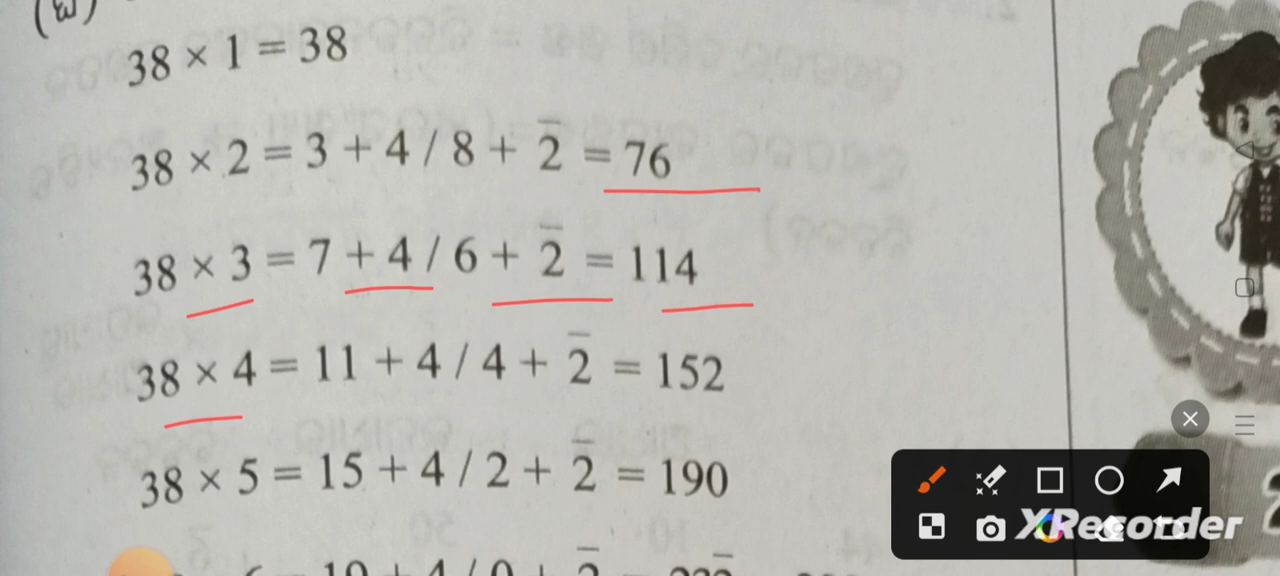 38 × 1 = 38
38 × 2 = 3 + 4 / 8 + 2̅ = 76
38 × 3 = 7 + 4 / 6 + 2̅ = 114
38 × 4 = 11 + 4 / 4 + 2̅ = 152
38 × 5 = 15 + 4 / 2 + 2̅ = 190
XRecorder